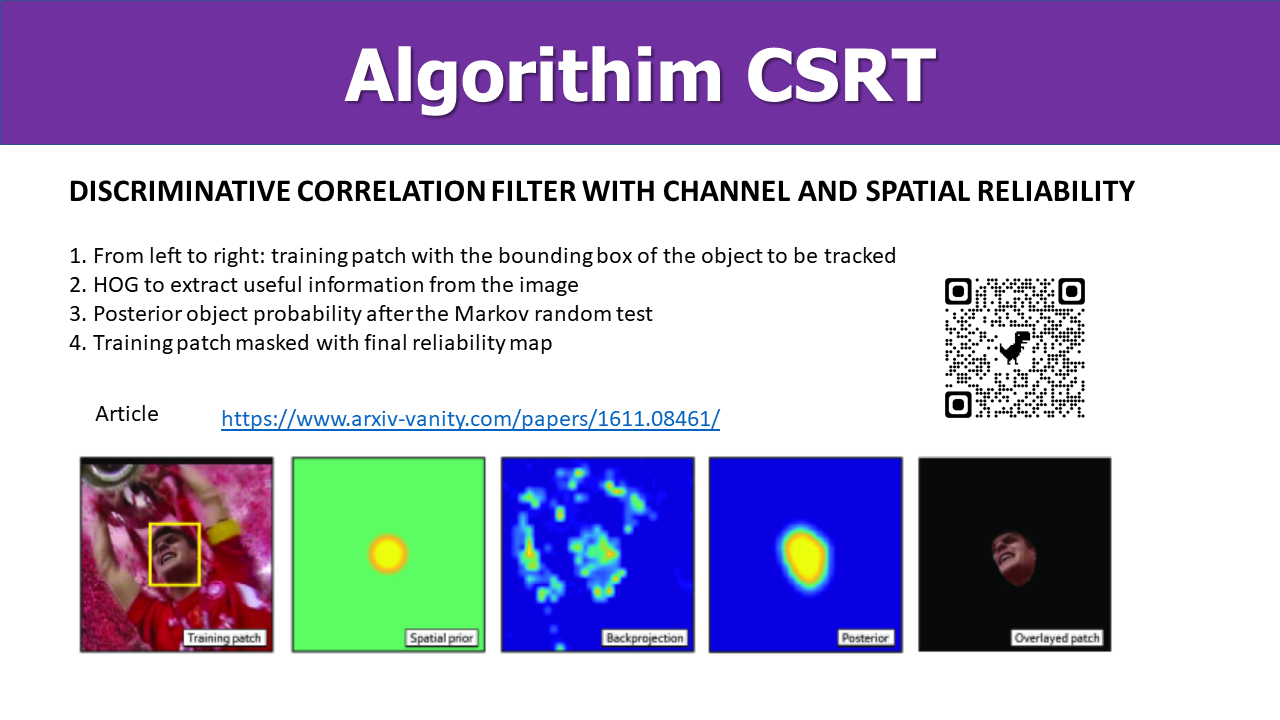 Algorithim CSRT
DISCRIMINATIVE CORRELATION FILTER WITH CHANNEL AND SPATIAL RELIABILITY
1. From left to right: training patch with the bounding box of the object to be tracked
2. HOG to extract useful information from the image
3. Posterior object probability after the Markov random test
4. Training patch masked with final reliability map
Article https://www.arxiv-vanity.com/papers/1611.08461/
Training patch
Spatial prior
Backprojection
Posterior
Overlayed patch